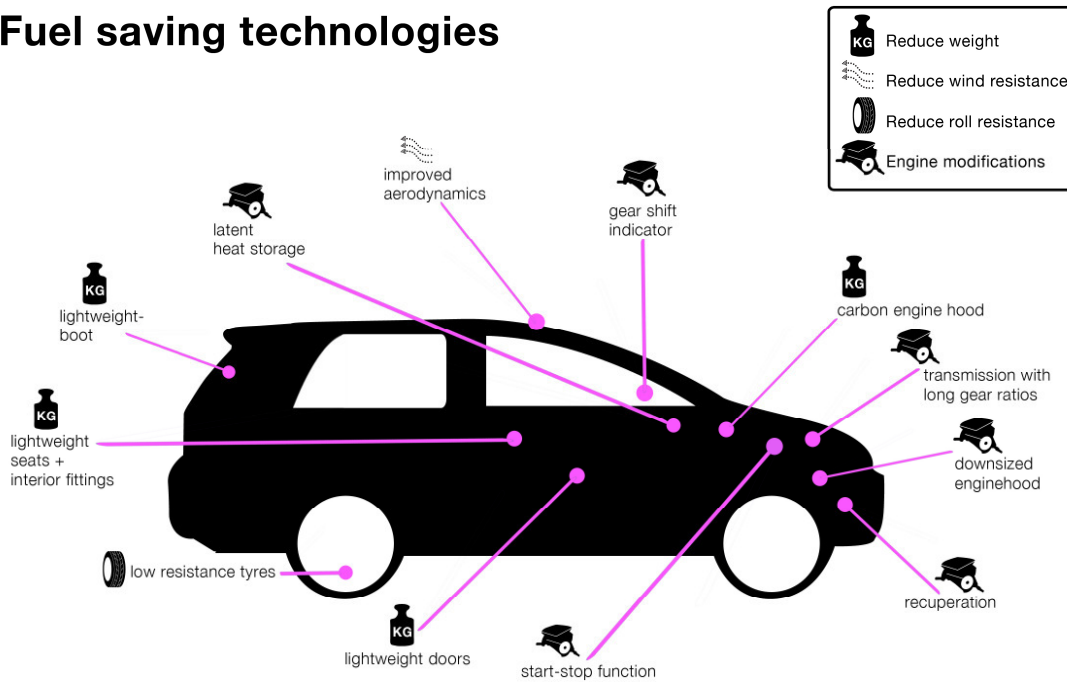 Fuel saving technologies
KG Reduce weight
Reduce wind resistance
Reduce roll resistance
Engine modifications
improved
aerodynamics
latent
heat storage
gear shift
indicator
KG
lightweight-
boot
KG
carbon engine hood
transmission with
long gear ratios
KG
lightweight
seats +
interior fittings
downsized
enginehood
low resistance tyres
recuperation
KG
lightweight doors
start-stop function